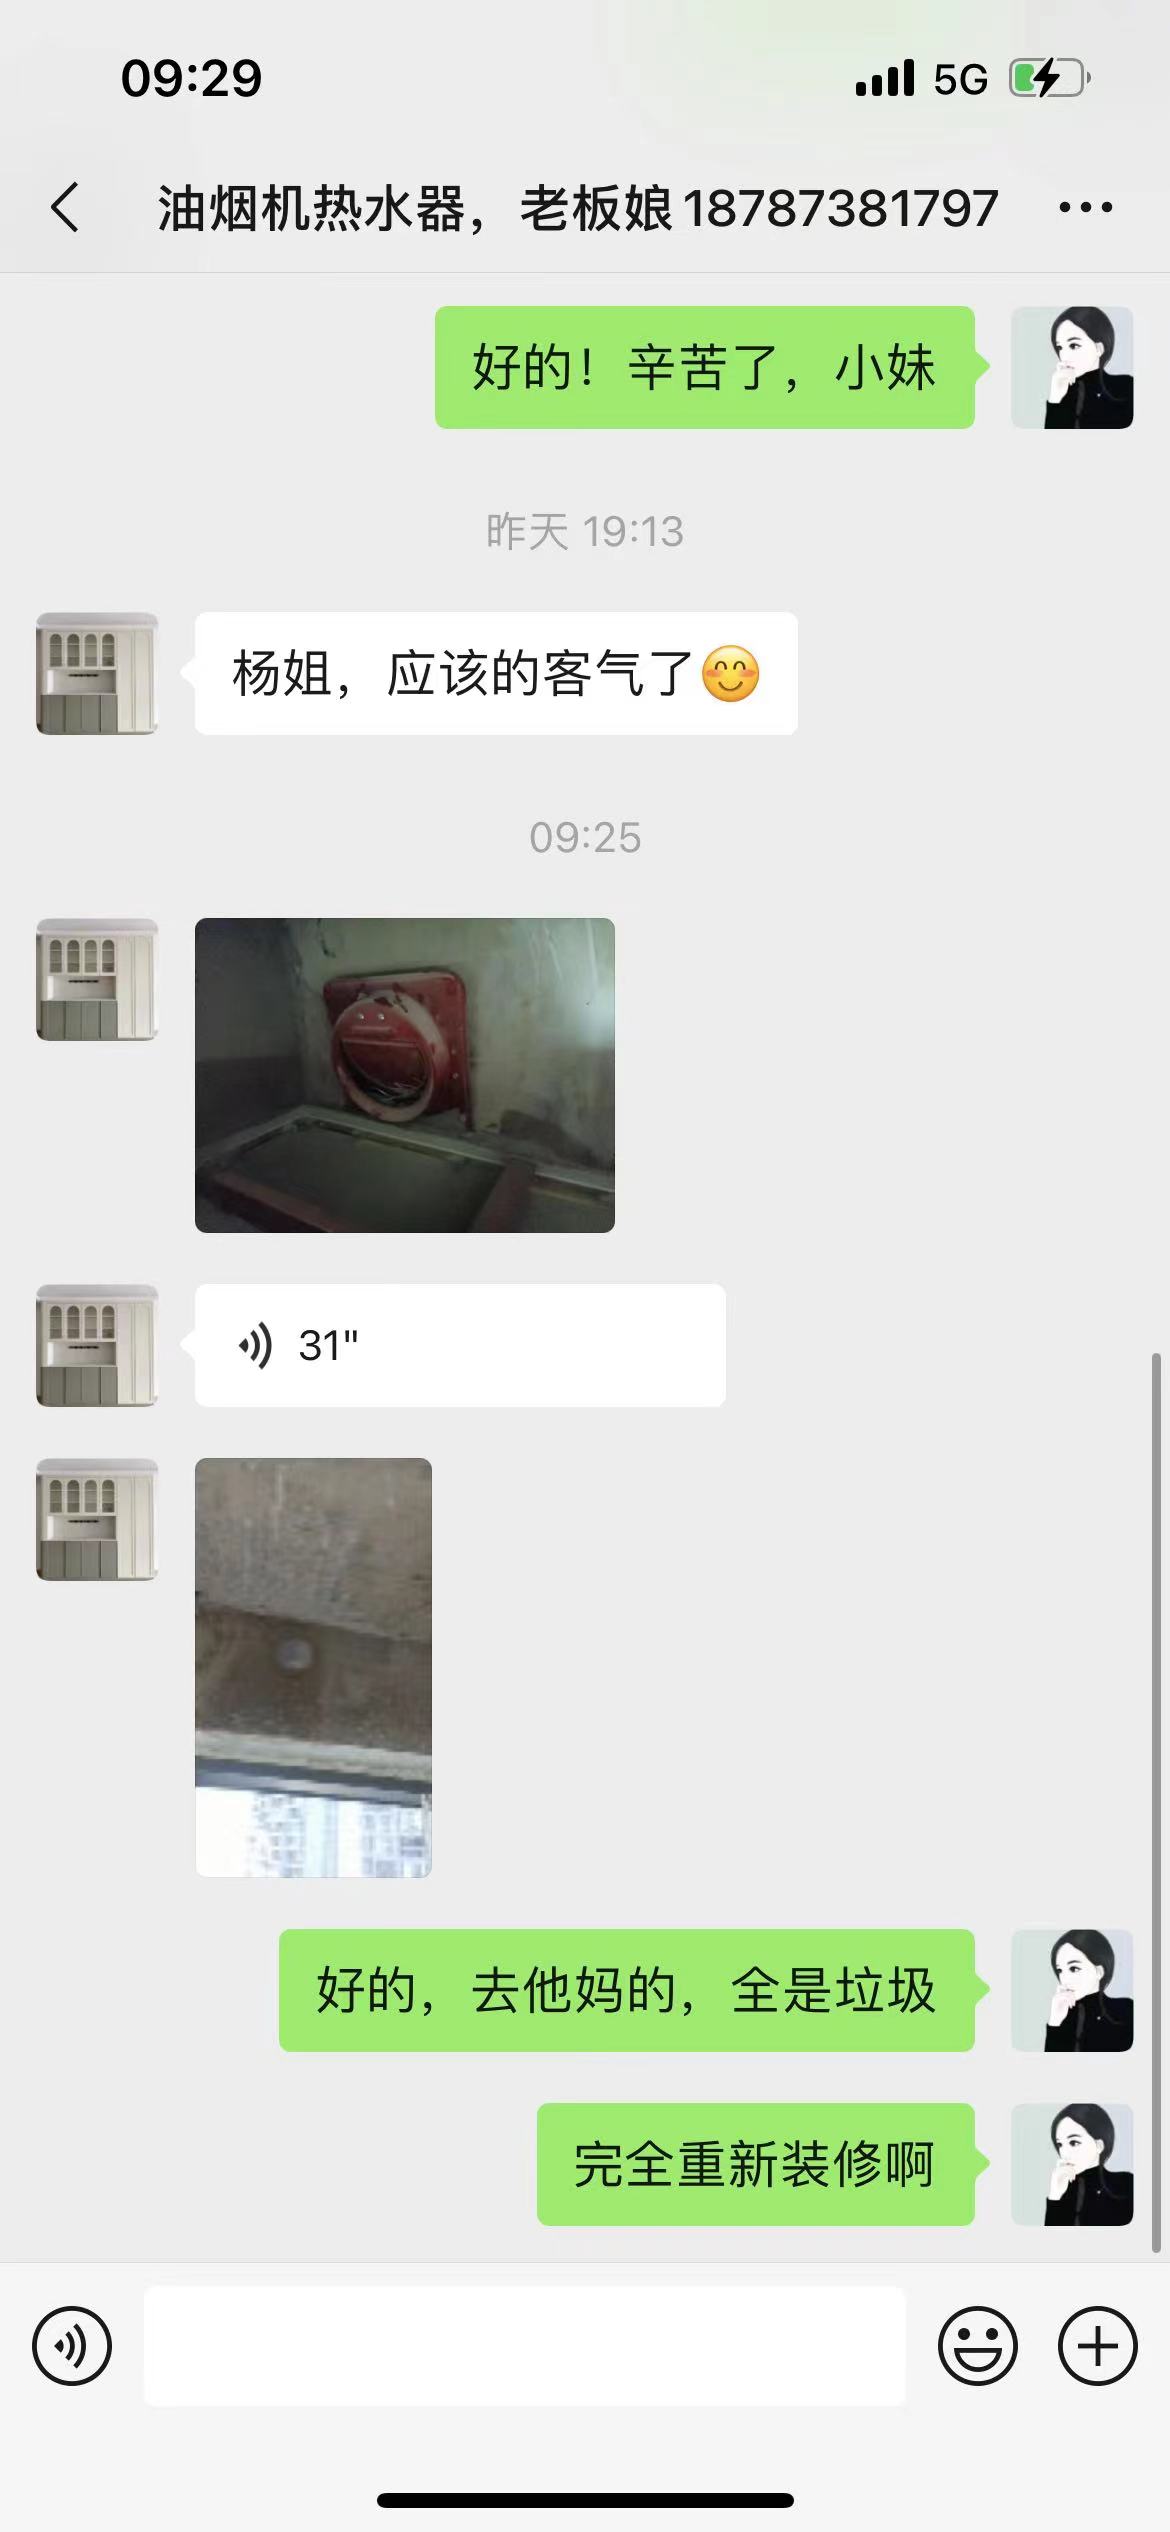 09:29
5G
油烟机热水器，老板娘18787381797
好的！辛苦了，小妹
昨天 19:13
杨姐，应该的客气了😊
09:25
31"
好的，去他妈的，全是垃圾
完全重新装修啊